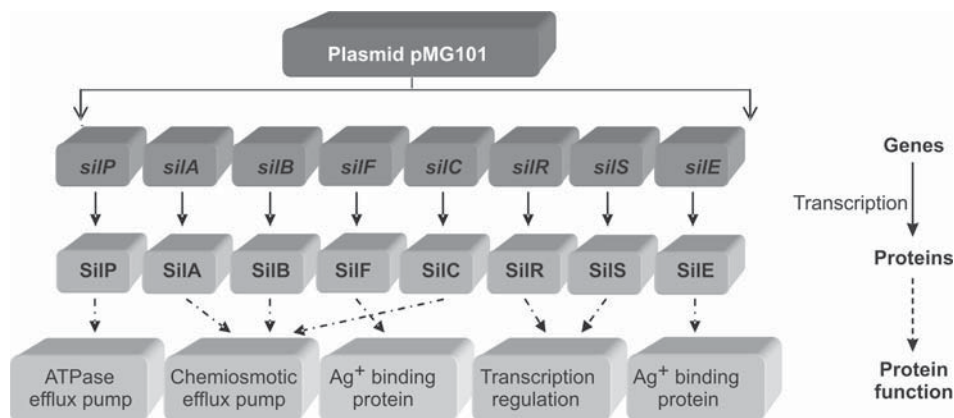 Plasmid pMG101
silP silA silB silF silC silR silS silE
Genes
Transcription
SilP SilA SilB SilF SilC SilR SilS SilE
Proteins
ATPase
efflux pump
Chemiosmotic
efflux pump
Ag⁺ binding
protein
Transcription
regulation
Ag⁺ binding
protein
Protein
function